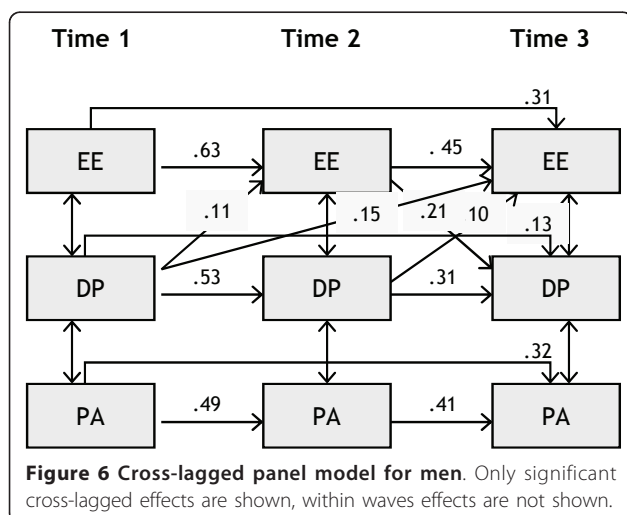 Time 1 Time 2 Time 3
.31
EE .63 EE . 45 EE
.11 .15 .21 10 .13
DP .53 DP .31 DP
.32
PA .49 PA .41 PA
Figure 6 Cross-lagged panel model for men. Only significant
cross-lagged effects are shown, within waves effects are not shown.